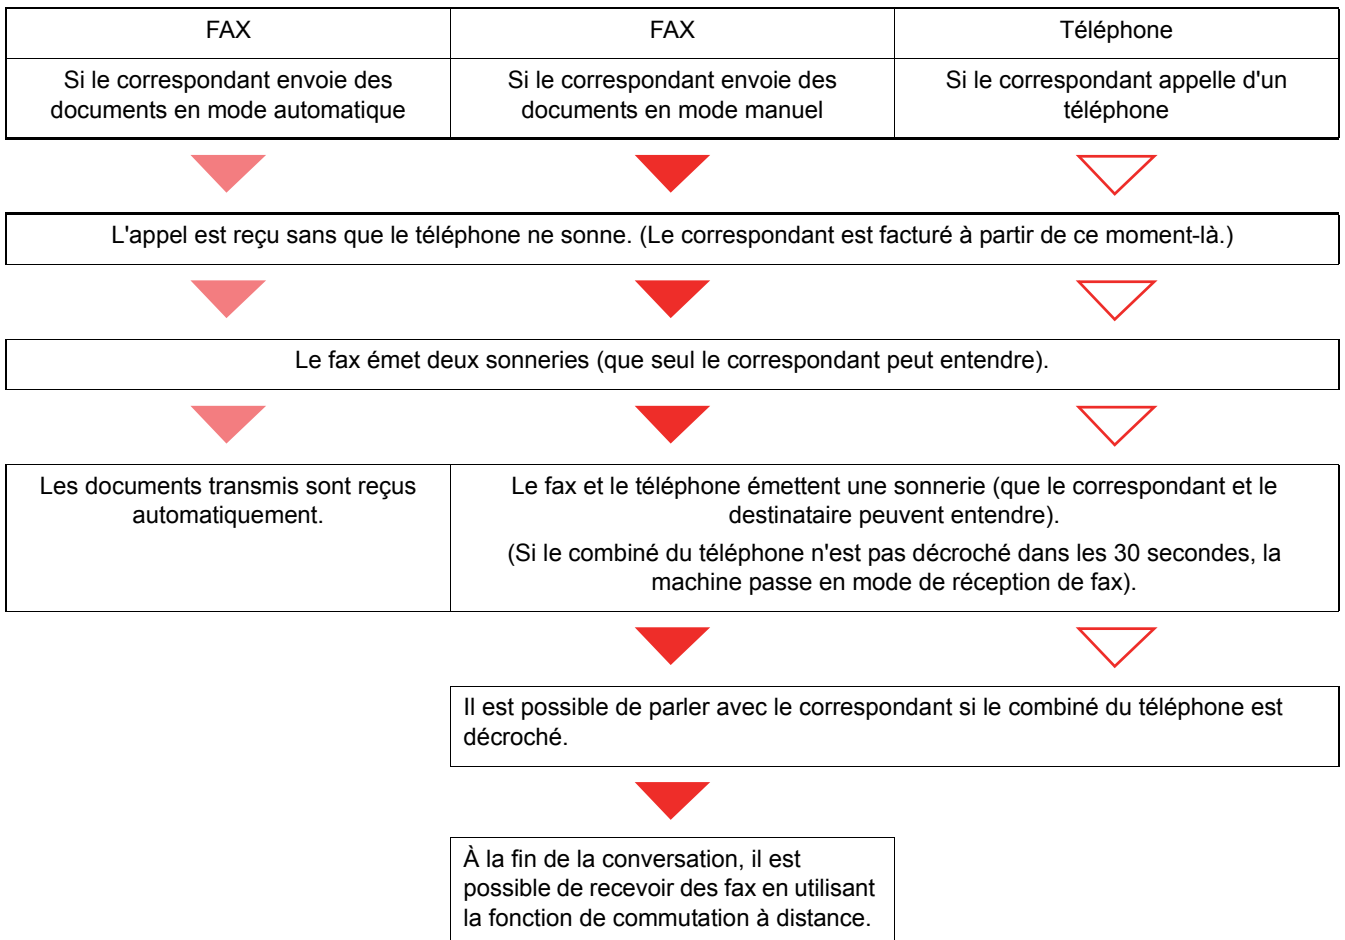 FAX
FAX
Téléphone
Si le correspondant envoie des
documents en mode automatique
Si le correspondant envoie des
documents en mode manuel
Si le correspondant appelle d'un
téléphone
L'appel est reçu sans que le téléphone ne sonne. (Le correspondant est facturé à partir de ce moment-là.)
Le fax émet deux sonneries (que seul le correspondant peut entendre).
Les documents transmis sont reçus
automatiquement.
Le fax et le téléphone émettent une sonnerie (que le correspondant et le
destinataire peuvent entendre).
(Si le combiné du téléphone n'est pas décroché dans les 30 secondes, la
machine passe en mode de réception de fax).
Il est possible de parler avec le correspondant si le combiné du téléphone est
décroché.
À la fin de la conversation, il est
possible de recevoir des fax en utilisant
la fonction de commutation à distance.